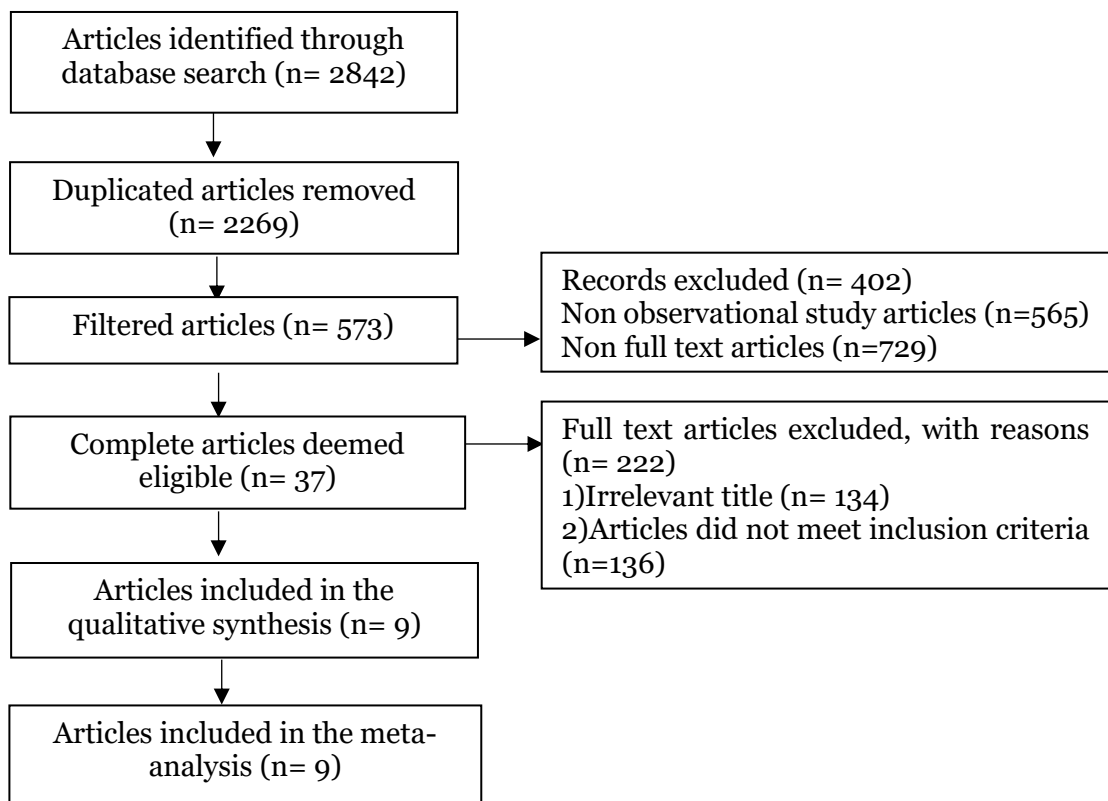 Articles identified through
database search (n= 2842)
Duplicated articles removed
(n= 2269)
Filtered articles (n= 573)
Records excluded (n= 402)
Non observational study articles (n=565)
Non full text articles (n=729)
Complete articles deemed
eligible (n= 37)
Full text articles excluded, with reasons
(n= 222)
1)Irrelevant title (n= 134)
2)Articles did not meet inclusion criteria
(n=136)
Articles included in the
qualitative synthesis (n= 9)
Articles included in the meta-
analysis (n= 9)